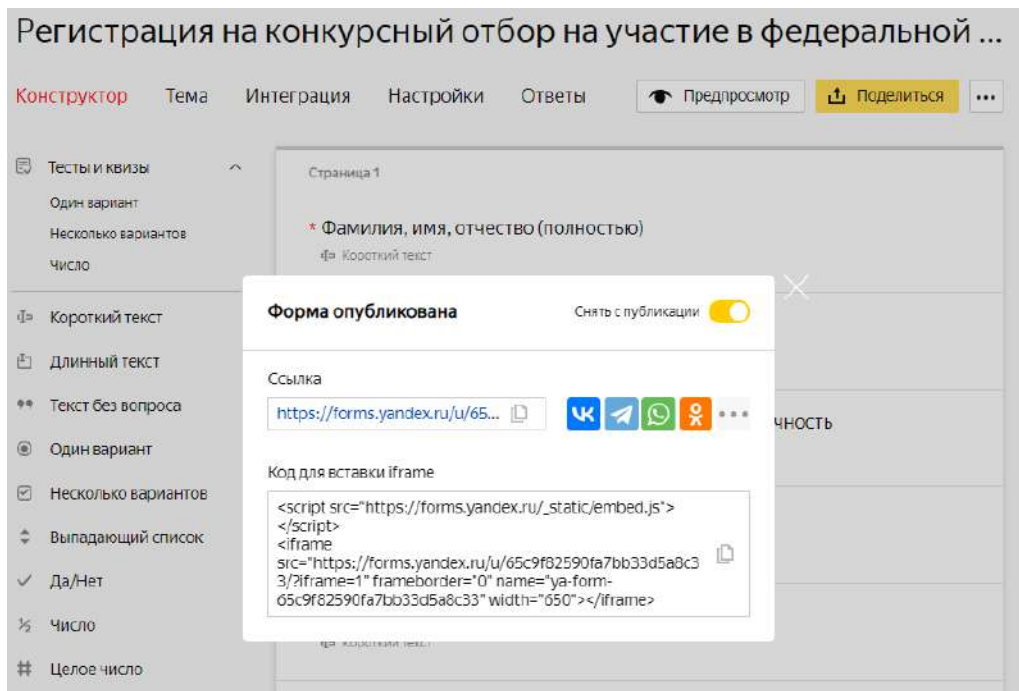 Регистрация на конкурсный отбор на участие в федеральной ...
Конструктор Тема Интеграция Настройки Ответы Предпросмотр Поделиться
Тесты и квизы
Один вариант
Несколько вариантов
Число
Короткий текст
Длинный текст
Текст без вопроса
Один вариант
Несколько вариантов
Выпадающий список
Да/Нет
Число
Целое число
Страница 1
* Фамилия, имя, отчество (полностью)
Короткий текст
Форма опубликована
Снять с публикации
Ссылка
https://forms.yandex.ru/u/65...
Код для вставки iframe
<script src="https://forms.yandex.ru/_static/embed.js">
</script>
<iframe
src="https://forms.yandex.ru/u/65c9f82590fa7bb33d5a8c3
3/?iframe=1" frameborder="0" name="ya-form-
65c9f82590fa7bb33d5a8c33" width="650"></iframe>
чность
Короткий текст